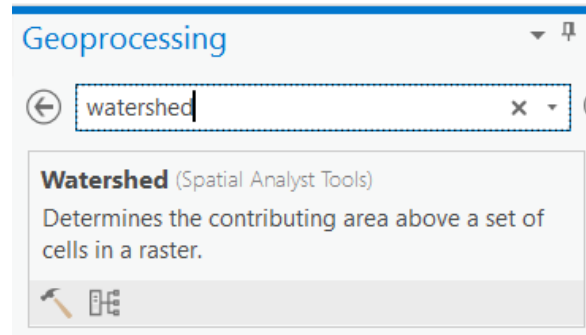 Geoprocessing
watershed
Watershed (Spatial Analyst Tools)
Determines the contributing area above a set of
cells in a raster.